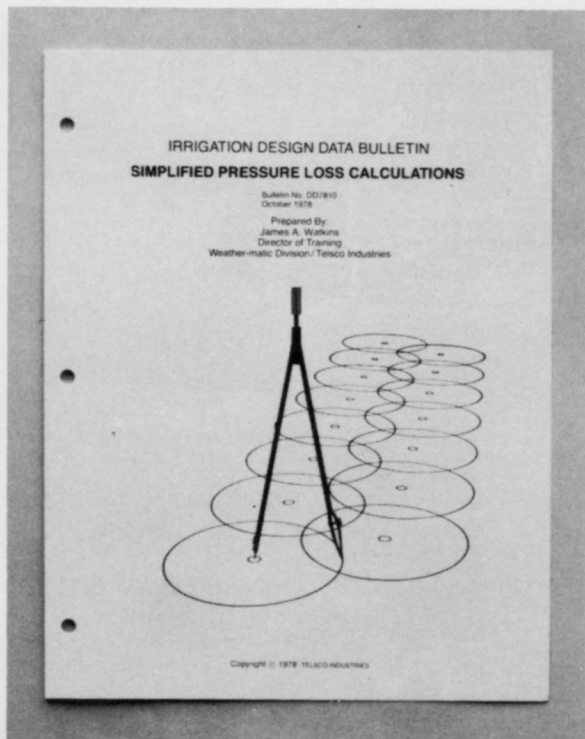 IRRIGATION DESIGN DATA BULLETIN
SIMPLIFIED PRESSURE LOSS CALCULATIONS
Bulletin No. DD7810
October 1978
Prepared By:
James A. Watkins
Director of Training
Weather-matic Division/Telsco Industries
Copyright © 1978 TELSCO INDUSTRIES